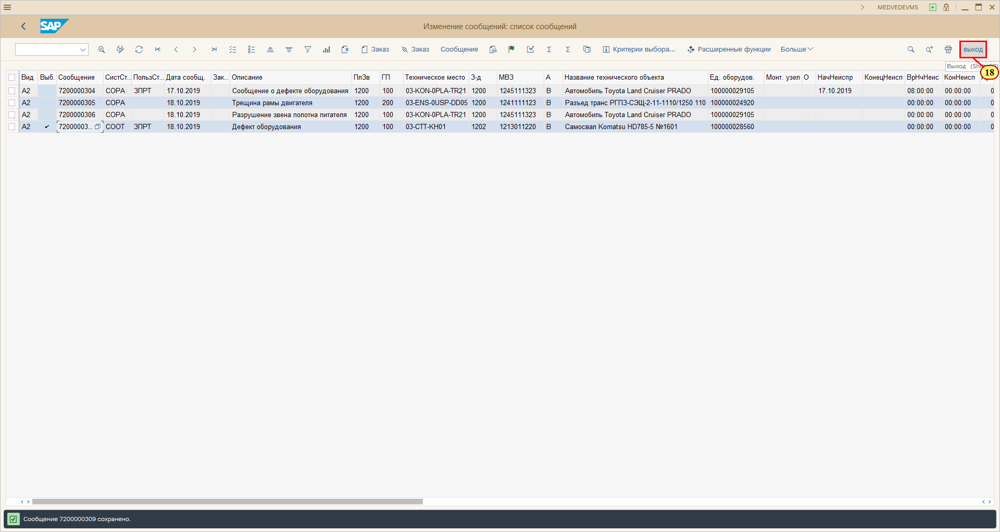 MEDVEDEVMS
SAP
Изменение сообщений: список сообщений
Заказ Заказ Сообщение Критерии выбора... Расширенные функции Больше выход
Выход (Shift+F3)
18
Вид Выб. Сообщение СистСт... ПользСт... Дата сообщ. Зак... Описание ПлЗв ГП Техническое место З-д МВЗ A Название технического объекта Ед. оборудов. Монт. узел О НачНеиспр КонецНеисп ВрНчНеис КонНеисп
A2 7200000304 СОРА ЗПРТ 17.10.2019 Сообщение о дефекте оборудования 1200 100 03-KON-0PLA-TR21 1200 1245111323 B Автомобиль Toyota Land Cruiser PRADO 100000029105 17.10.2019 08:00:00 00:00:00 0
A2 7200000305 СОРА 18.10.2019 Трещина рамы двигателя 1200 200 03-ENS-0USP-DD05 1200 1241111123 B Разъед транс РГПЗ-СЭЩ-2-11-1110/1250 110 100000024920 00:00:00 00:00:00 0
A2 7200000306 СОРА 18.10.2019 Разрушение звена полотна питателя 1200 100 03-KON-0PLA-TR21 1200 1245111323 B Автомобиль Toyota Land Cruiser PRADO 100000029105 00:00:00 00:00:00 0
A2 72000003... СООТ ЗПРТ 18.10.2019 Дефект оборудования 1200 100 03-CTT-KH01 1202 1213011220 B Самосвал Komatsu HD785-5 №1601 100000028560 00:00:00 00:00:00 0
Сообщение 7200000309 сохранено.